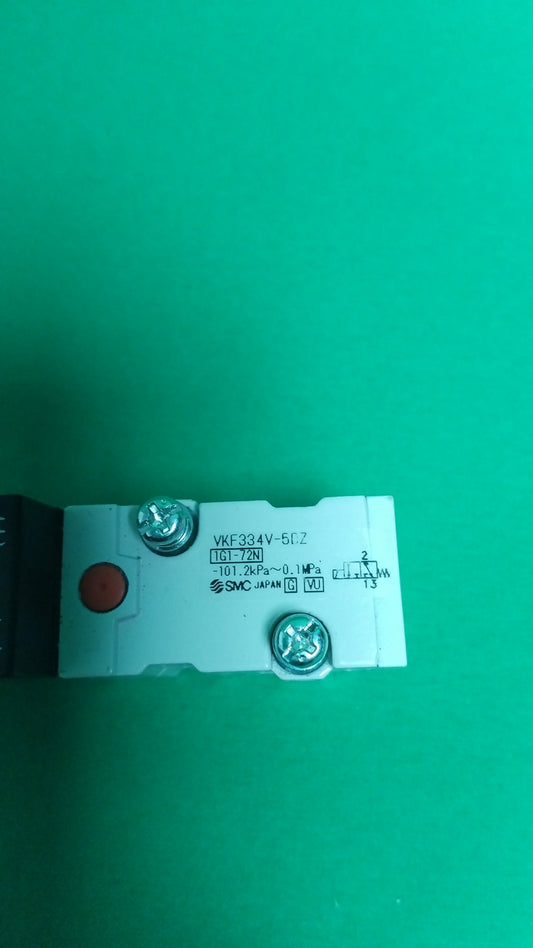 VKF334V-5DZ
1G1-72N
-101.2kPa~0.1MPa
SMC JAPAN G VU
2
1 3